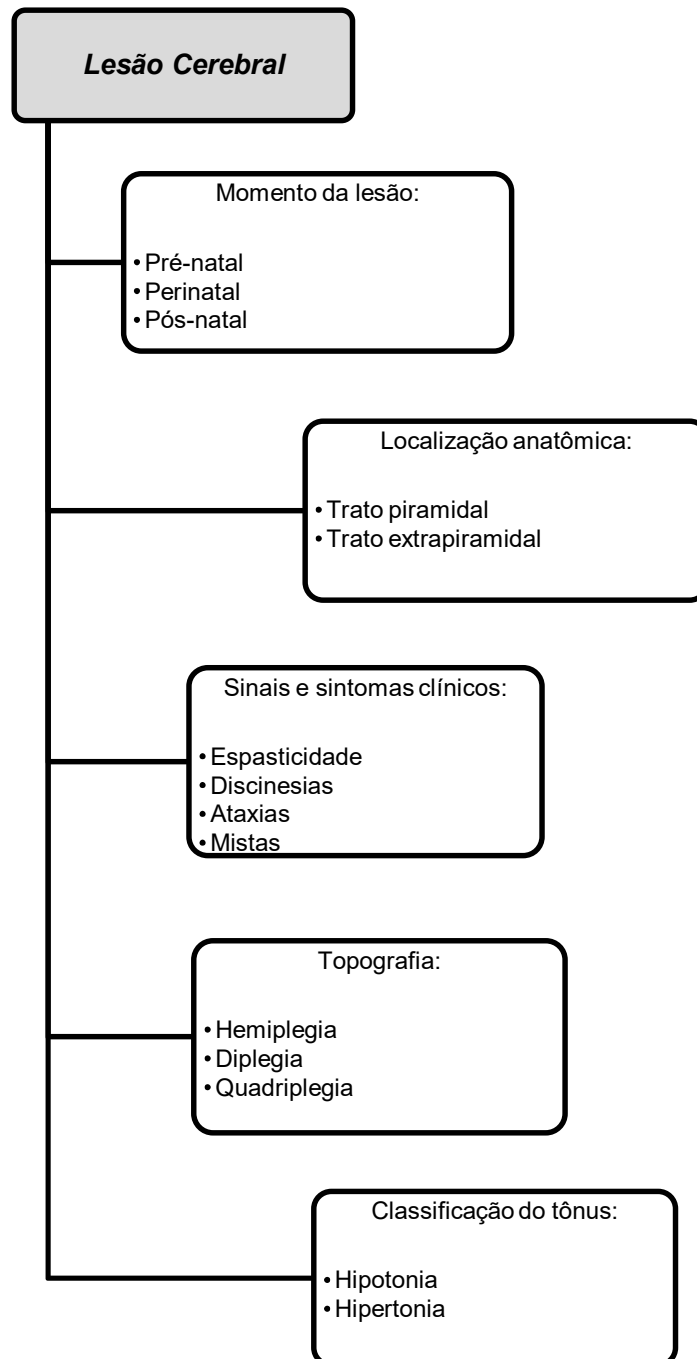 Lesão Cerebral
Momento da lesão:
• Pré-natal
• Perinatal
• Pós-natal
Localização anatômica:
• Trato piramidal
• Trato extrapiramidal
Sinais e sintomas clínicos:
• Espasticidade
• Discinesias
• Ataxias
• Mistas
Topografia:
• Hemiplegia
• Diplegia
• Quadriplegia
Classificação do tônus:
• Hipotonia
• Hipertonia